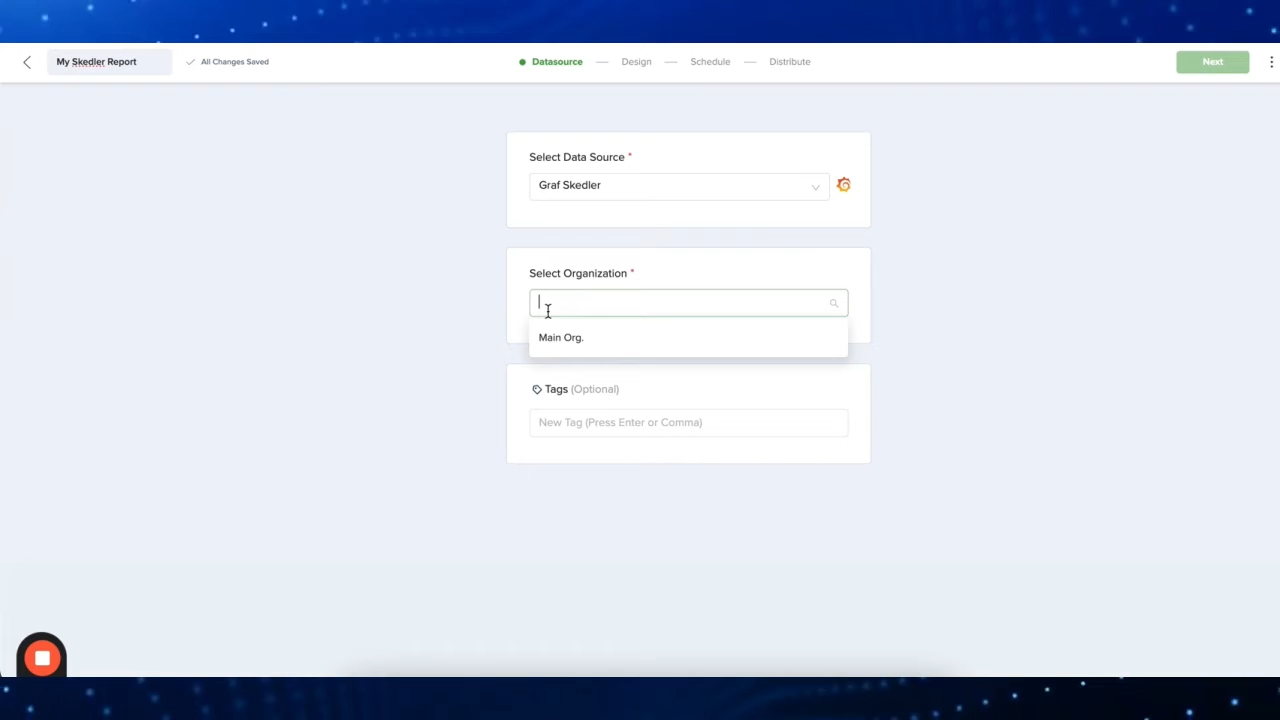 My Skedler Report
All Changes Saved
Datasource
Design
Schedule
Distribute
Next
Select Data Source *
Graf Skedler
Select Organization *
Main Org.
Tags (Optional)
New Tag (Press Enter or Comma)